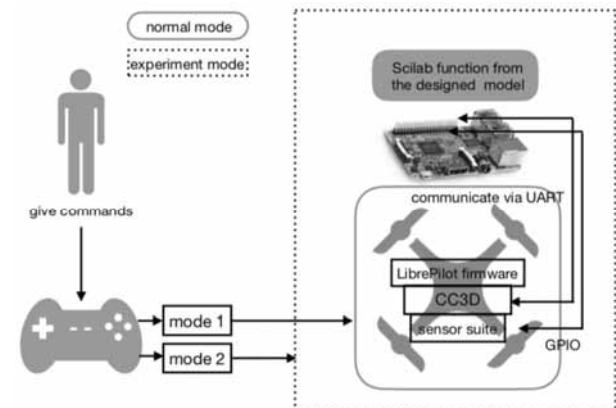 normal mode
experiment mode
Scilab function from
the designed model
give commands
communicate via UART
LibrePilot firmware
CC3D
sensor suite
GPIO
mode 1
mode 2